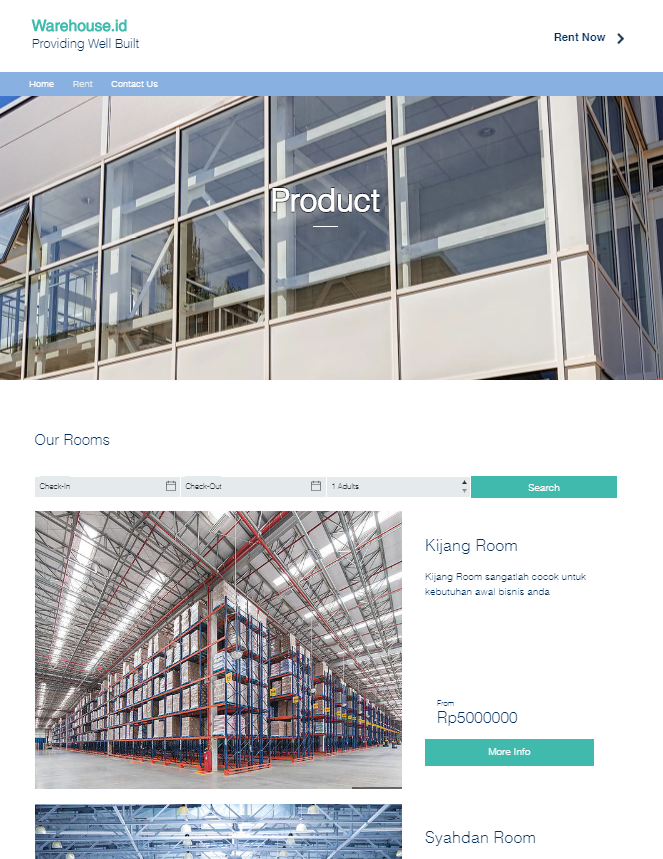 Warehouse.id
Providing Well Built
Rent Now
Home Rent Contact Us
Product
Our Rooms
Check-In Check-Out 1 Adults Search
Kijang Room
Kijang Room sangatlah cocok untuk
kebutuhan awal bisnis anda
From
Rp5000000
More Info
Syahdan Room